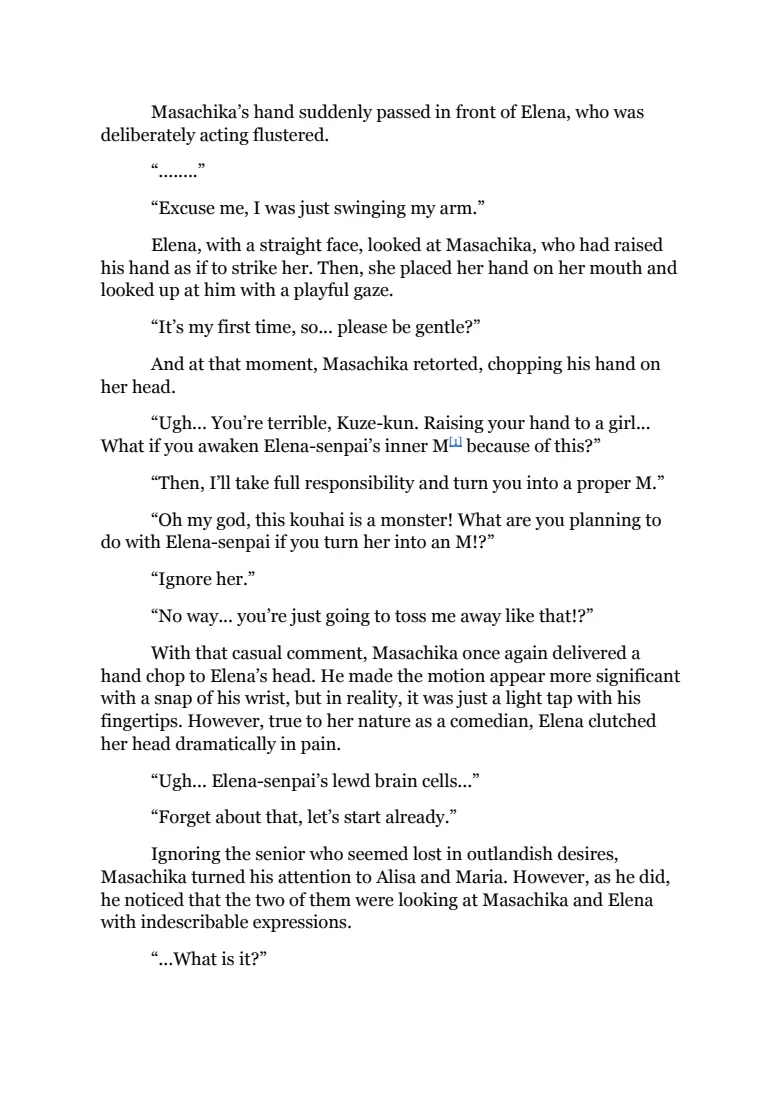 Masachika’s hand suddenly passed in front of Elena, who was
deliberately acting flustered.
“........”
“Excuse me, I was just swinging my arm.”
Elena, with a straight face, looked at Masachika, who had raised
his hand as if to strike her. Then, she placed her hand on her mouth and
looked up at him with a playful gaze.
“It’s my first time, so... please be gentle?”
And at that moment, Masachika retorted, chopping his hand on
her head.
“Ugh... You’re terrible, Kuze-kun. Raising your hand to a girl...
What if you awaken Elena-senpai’s inner M[1] because of this?”
“Then, I’ll take full responsibility and turn you into a proper M.”
“Oh my god, this kouhai is a monster! What are you planning to
do with Elena-senpai if you turn her into an M!?”
“Ignore her.”
“No way... you’re just going to toss me away like that!?”
With that casual comment, Masachika once again delivered a
hand chop to Elena’s head. He made the motion appear more significant
with a snap of his wrist, but in reality, it was just a light tap with his
fingertips. However, true to her nature as a comedian, Elena clutched
her head dramatically in pain.
“Ugh... Elena-senpai’s lewd brain cells...”
“Forget about that, let’s start already.”
Ignoring the senior who seemed lost in outlandish desires,
Masachika turned his attention to Alisa and Maria. However, as he did,
he noticed that the two of them were looking at Masachika and Elena
with indescribable expressions.
“...What is it?”